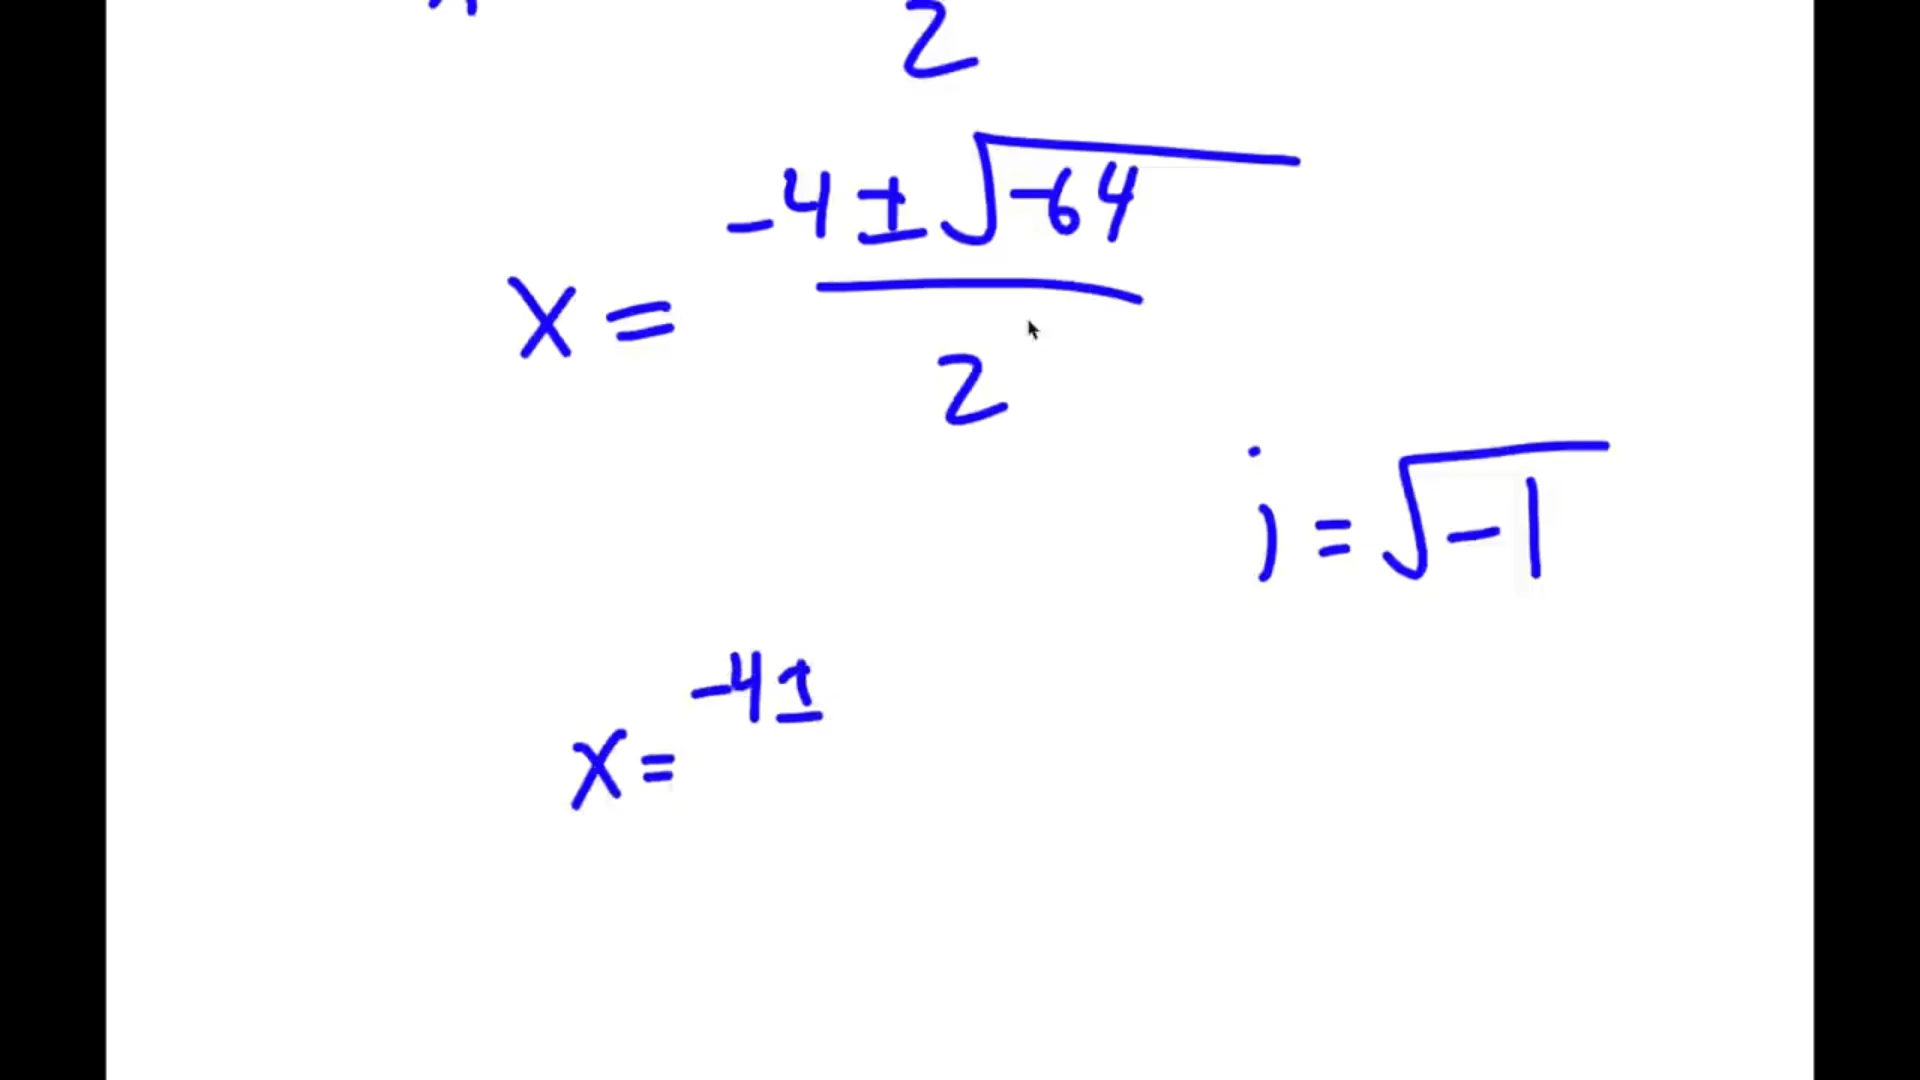 2
x = -4 ± √-64
2
i = √-1
x = -4 ±